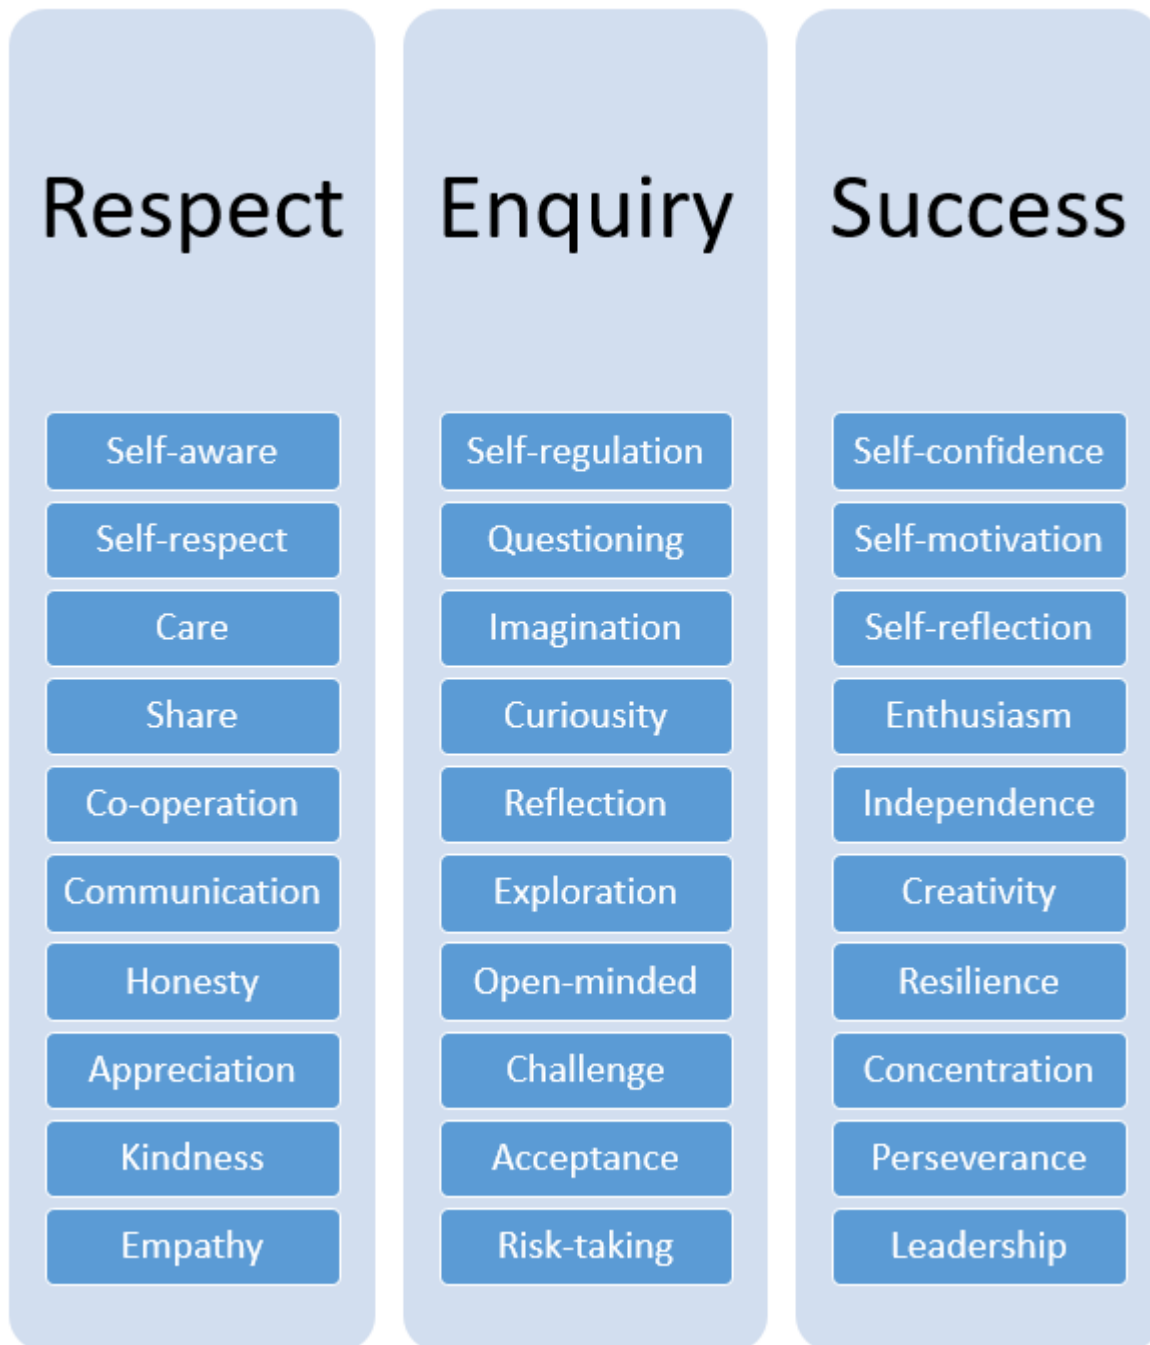 Respect
Self-aware
Self-respect
Care
Share
Co-operation
Communication
Honesty
Appreciation
Kindness
Empathy
Enquiry
Self-regulation
Questioning
Imagination
Curiousity
Reflection
Exploration
Open-minded
Challenge
Acceptance
Risk-taking
Success
Self-confidence
Self-motivation
Self-reflection
Enthusiasm
Independence
Creativity
Resilience
Concentration
Perseverance
Leadership